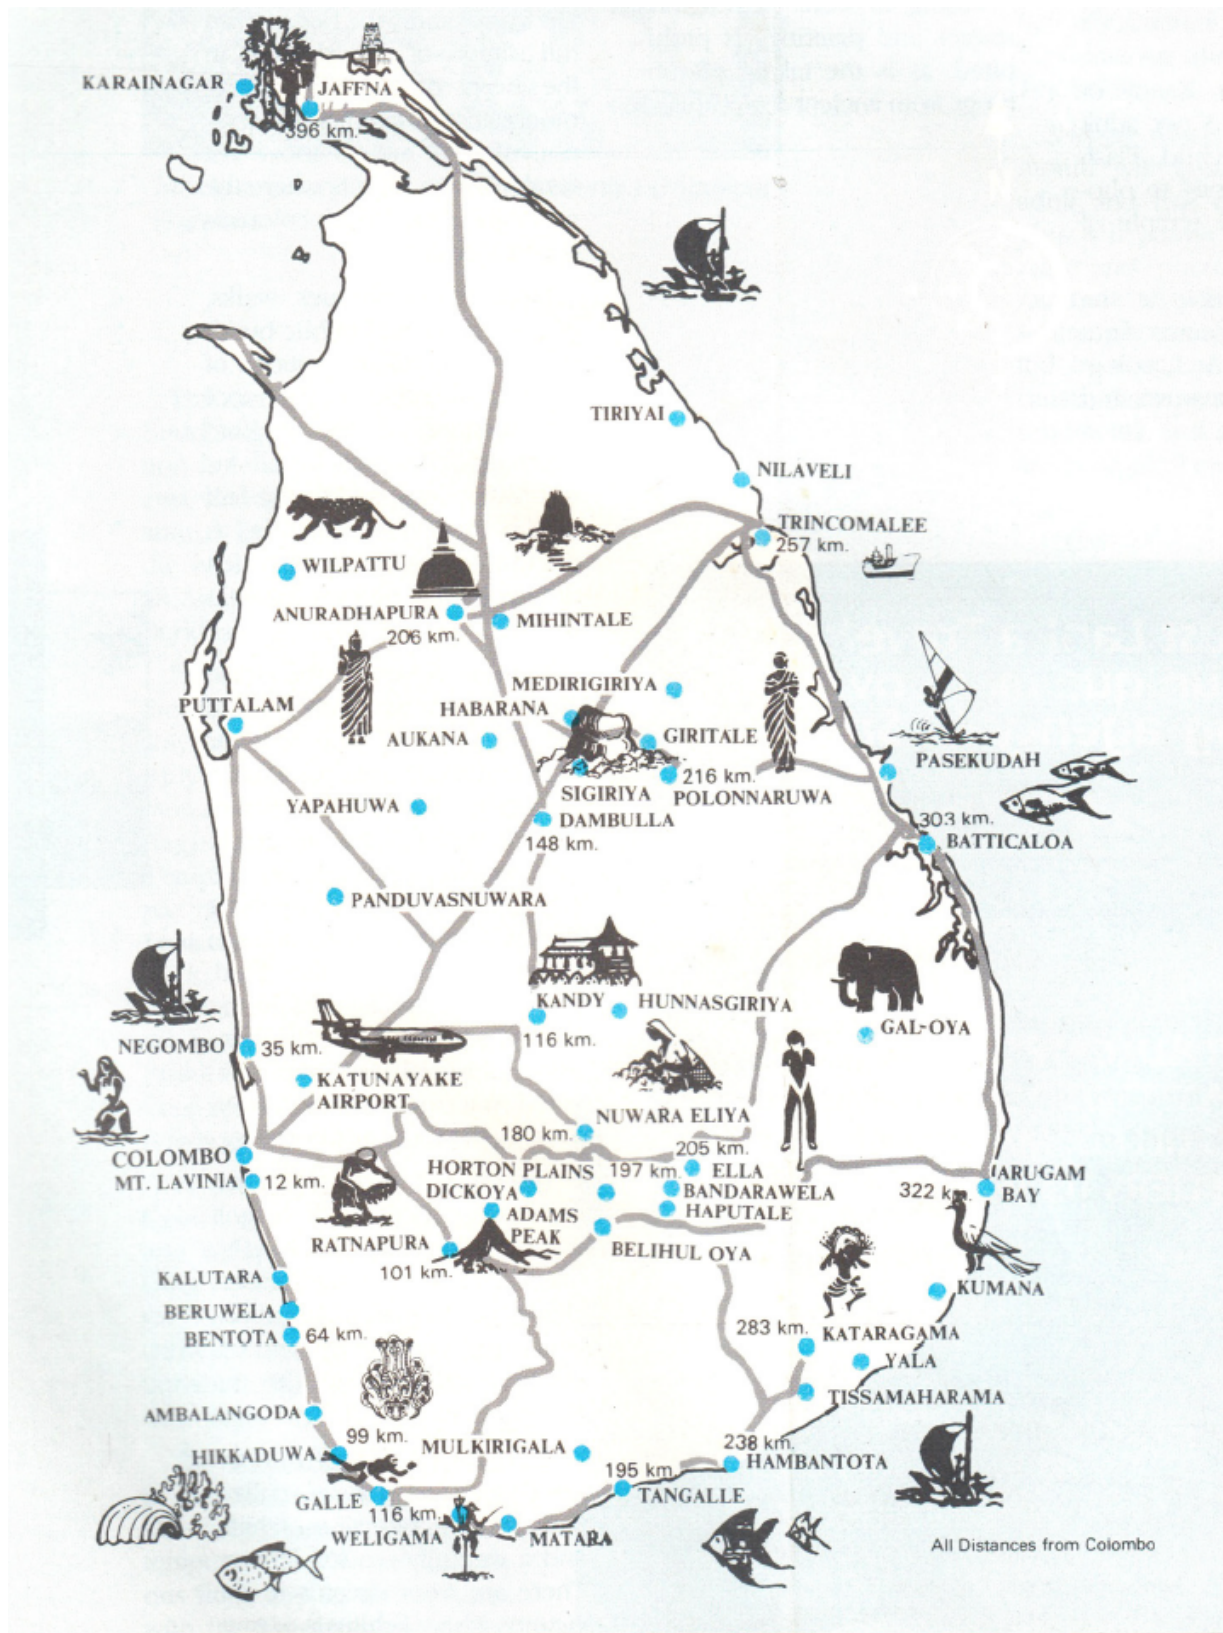 KARAINAGAR
JAFFNA
396 km.
TIRIYAI
NILAVELI
TRINCOMALEE
257 km.
WILPATTU
ANURADHAPURA
206 km.
MIHINTALE
MEDIRIGIRIYA
PUTTALAM
HABARANA
AUKANA
GIRITALE
PASEKUDAH
216 km.
SIGIRIYA
POLONNARUWA
YAPAHUWA
DAMBULLA
148 km.
303 km.
BATTICALOA
PANDUVASNUWARA
KANDY
HUNNASGIRIYA
116 km.
GAL-OYA
NEGOMBO
35 km.
KATUNAYAKE
AIRPORT
NUWARA ELIYA
180 km.
205 km.
COLOMBO
MT. LAVINIA
12 km.
HORTON PLAINS
197 km.
ELLA
DICKOYA
BANDARAWELA
HAPUTALE
322 km.
ARUGAM
BAY
ADAMS
PEAK
RATNAPURA
101 km.
BELIHUL OYA
KALUTARA
KUMANA
BERUWELA
BENTOTA
64 km.
283 km.
KATARAGAMA
YALA
TISSAMAHARAMA
AMBALANGODA
99 km.
HIKKADUWA
MULKIRIGALA
238 km.
HAMBANTOTA
195 km.
TANGALLE
GALLE
116 km.
WELIGAMA
MATARA
All Distances from Colombo